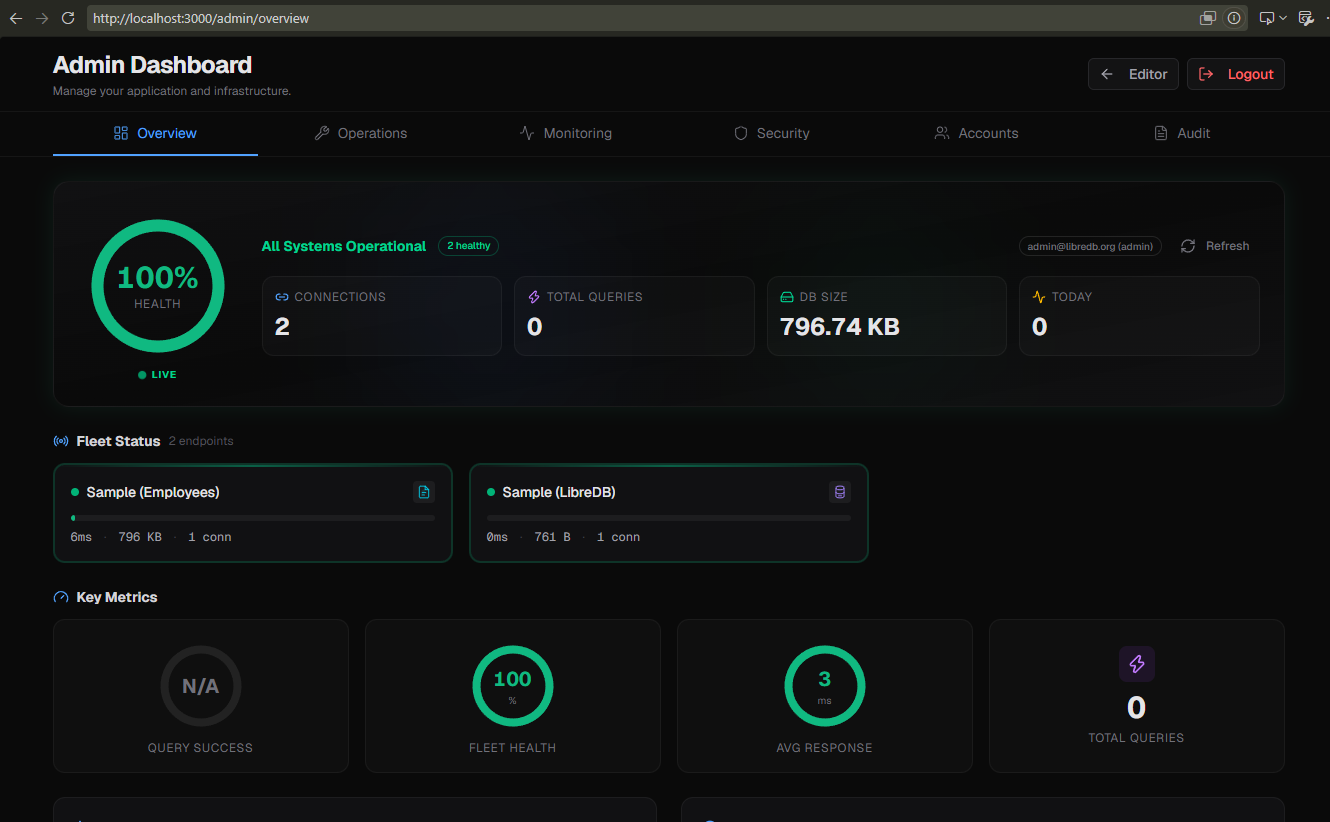 http://localhost:3000/admin/overview
Admin Dashboard
Manage your application and infrastructure.
Editor
Logout
Overview
Operations
Monitoring
Security
Accounts
Audit
100%
HEALTH
LIVE
All Systems Operational
2 healthy
admin@libredb.org (admin)
Refresh
CONNECTIONS
2
TOTAL QUERIES
0
DB SIZE
796.74 KB
TODAY
0
Fleet Status 2 endpoints
Sample (Employees)
6ms · 796 KB · 1 conn
Sample (LibreDB)
0ms · 761 B · 1 conn
Key Metrics
N/A
QUERY SUCCESS
100
%
FLEET HEALTH
3
ms
AVG RESPONSE
0
TOTAL QUERIES